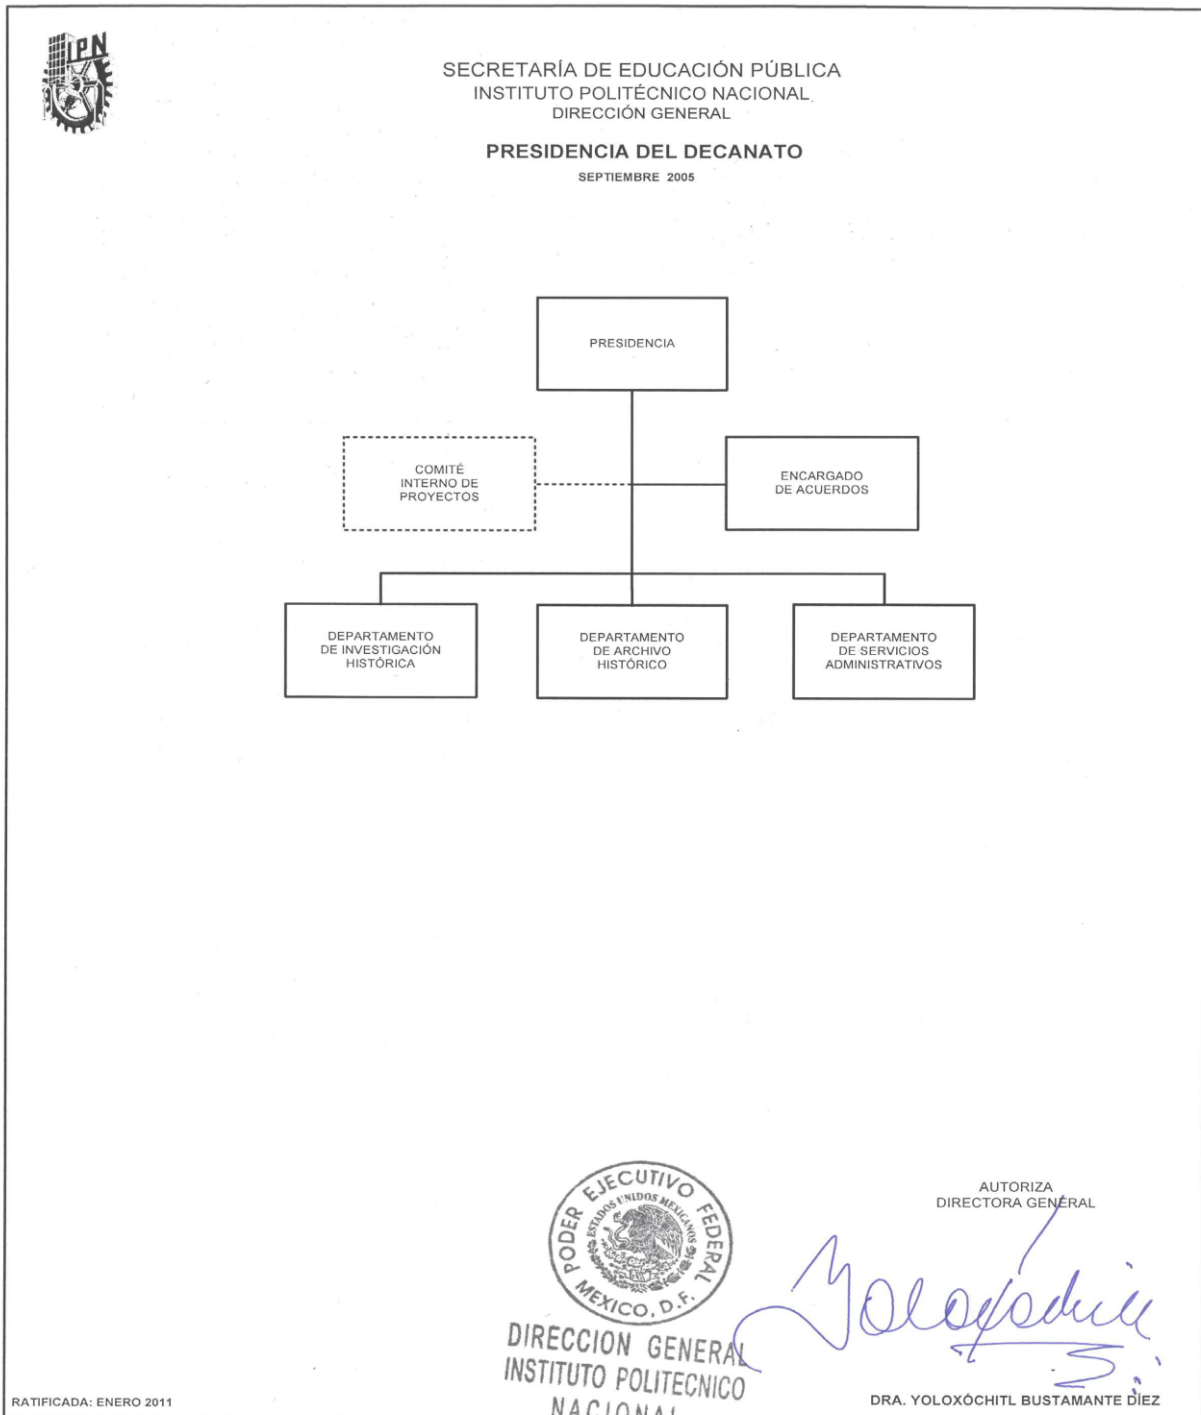 IPN
SECRETARÍA DE EDUCACIÓN PÚBLICA
INSTITUTO POLITÉCNICO NACIONAL
DIRECCIÓN GENERAL
PRESIDENCIA DEL DECANATO
SEPTIEMBRE 2005
PRESIDENCIA
COMITÉ
INTERNO DE
PROYECTOS
ENCARGADO
DE ACUERDOS
DEPARTAMENTO
DE INVESTIGACIÓN
HISTÓRICA
DEPARTAMENTO
DE ARCHIVO
HISTÓRICO
DEPARTAMENTO
DE SERVICIOS
ADMINISTRATIVOS
PODER EJECUTIVO FEDERAL
ESTADOS UNIDOS MEXICANOS
MEXICO, D.F.
DIRECCION GENERAL
INSTITUTO POLITECNICO
NACIONAL
AUTORIZA
DIRECTORA GENERAL
Yoloxóchitl
DRA. YOLOXÓCHITL BUSTAMANTE DÍEZ
RATIFICADA: ENERO 2011